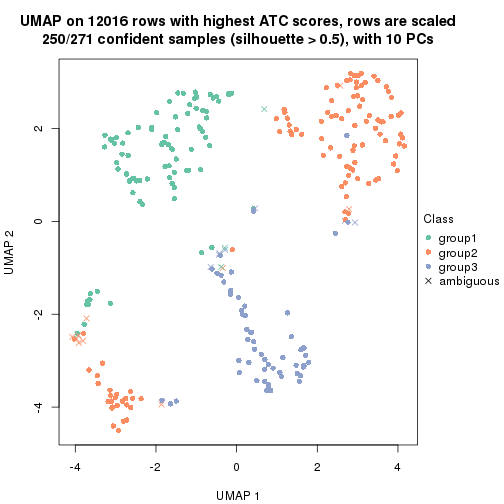 UMAP on 12016 rows with highest ATC scores, rows are scaled
250/271 confident samples (silhouette > 0.5), with 10 PCs
UMAP 2
2
0
-2
-4
-4
-2
0
2
4
UMAP 1
Class
group1
group2
group3
ambiguous